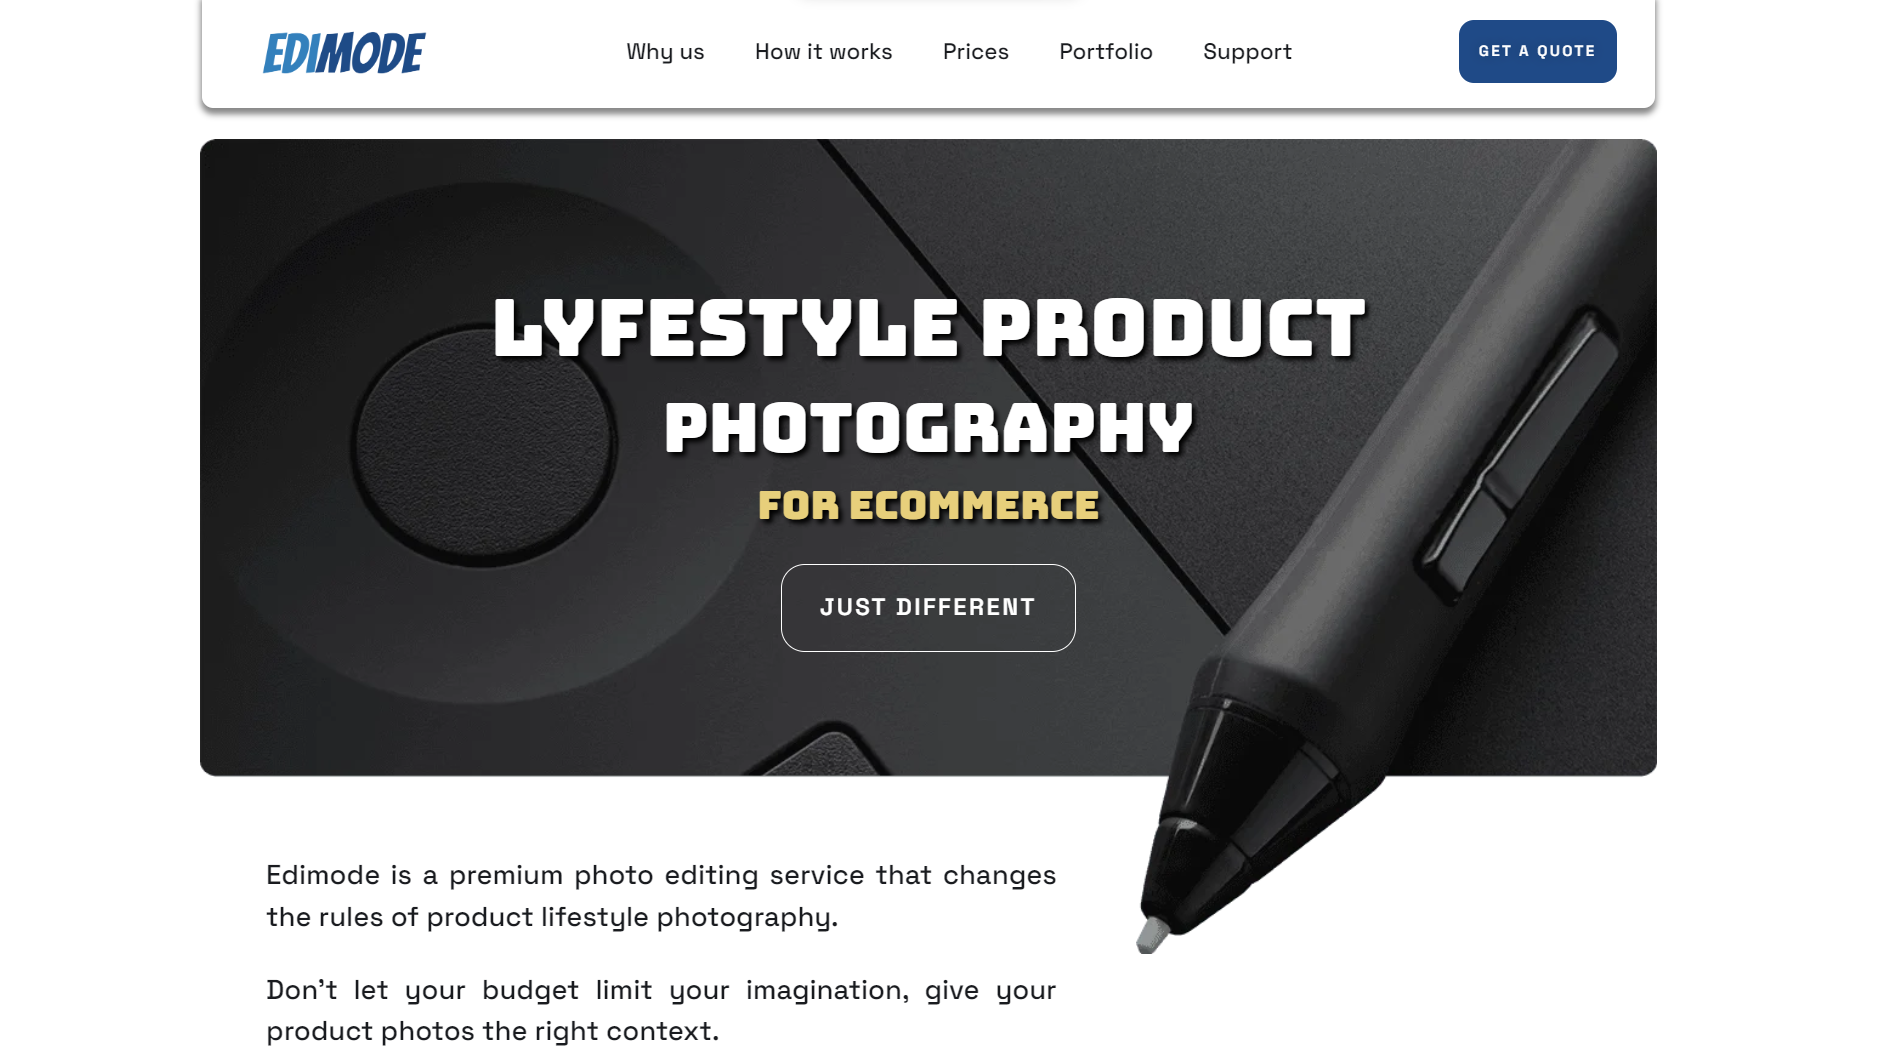 EDIMODE
Why us
How it works
Prices
Portfolio
Support
GET A QUOTE
LYFESTYLE PRODUCT
PHOTOGRAPHY
FOR ECOMMERCE
JUST DIFFERENT
Edimode is a premium photo editing service that changes
the rules of product lifestyle photography.
Don’t let your budget limit your imagination, give your
product photos the right context.